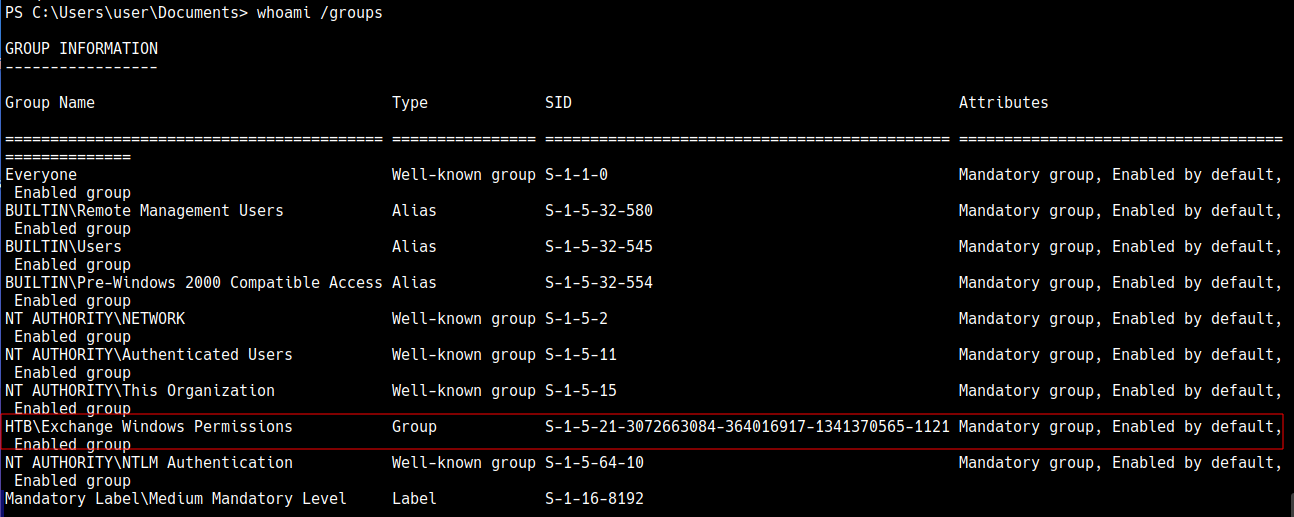 PS C:\Users\user\Documents> whoami /groups
GROUP INFORMATION
-----------------
Group Name                                 Type             SID                                           Attributes
========================================== ================ ============================================= ====================================
==============
Everyone                                   Well-known group S-1-1-0                                       Mandatory group, Enabled by default,
 Enabled group
BUILTIN\Remote Management Users            Alias            S-1-5-32-580                                  Mandatory group, Enabled by default,
 Enabled group
BUILTIN\Users                              Alias            S-1-5-32-545                                  Mandatory group, Enabled by default,
 Enabled group
BUILTIN\Pre-Windows 2000 Compatible Access Alias            S-1-5-32-554                                  Mandatory group, Enabled by default,
 Enabled group
NT AUTHORITY\NETWORK                       Well-known group S-1-5-2                                       Mandatory group, Enabled by default,
 Enabled group
NT AUTHORITY\Authenticated Users           Well-known group S-1-5-11                                      Mandatory group, Enabled by default,
 Enabled group
NT AUTHORITY\This Organization             Well-known group S-1-5-15                                      Mandatory group, Enabled by default,
 Enabled group
HTB\Exchange Windows Permissions           Group            S-1-5-21-3072663084-364016917-1341370565-1121 Mandatory group, Enabled by default,
 Enabled group
NT AUTHORITY\NTLM Authentication           Well-known group S-1-5-64-10                                   Mandatory group, Enabled by default,
 Enabled group
Mandatory Label\Medium Mandatory Level     Label            S-1-16-8192